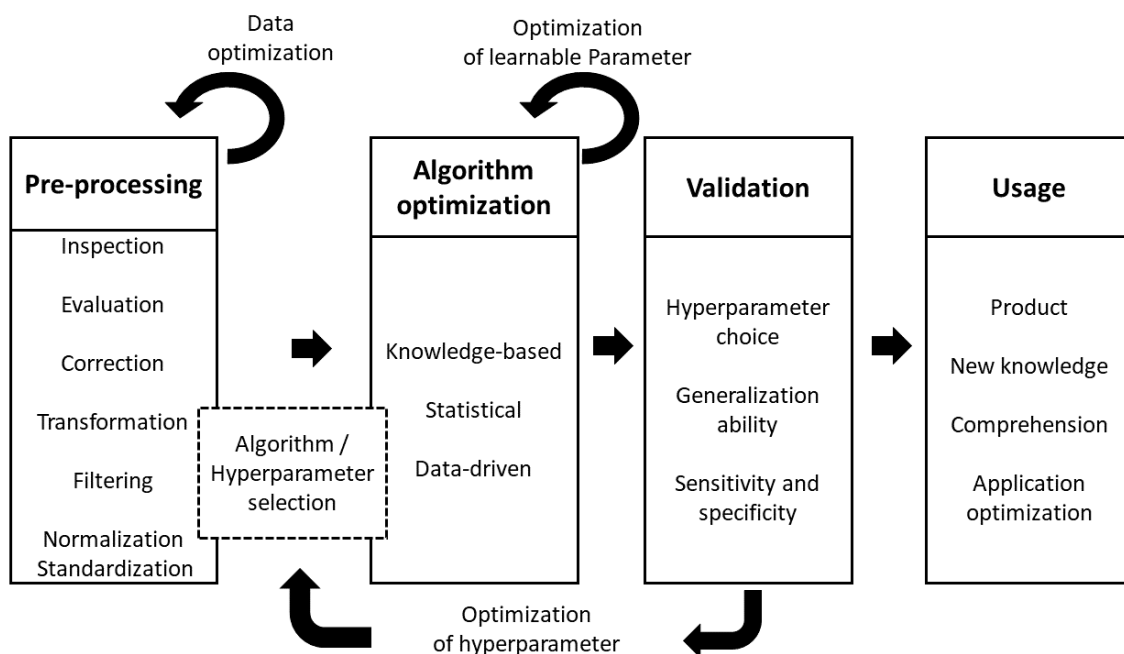 Data
optimization
Optimization
of learnable Parameter
Pre-processing
Inspection
Evaluation
Correction
Transformation
Filtering
Normalization
Standardization
Algorithm /
Hyperparameter
selection
Algorithm
optimization
Knowledge-based
Statistical
Data-driven
Validation
Hyperparameter
choice
Generalization
ability
Sensitivity and
specificity
Usage
Product
New knowledge
Comprehension
Application
optimization
Optimization
of hyperparameter